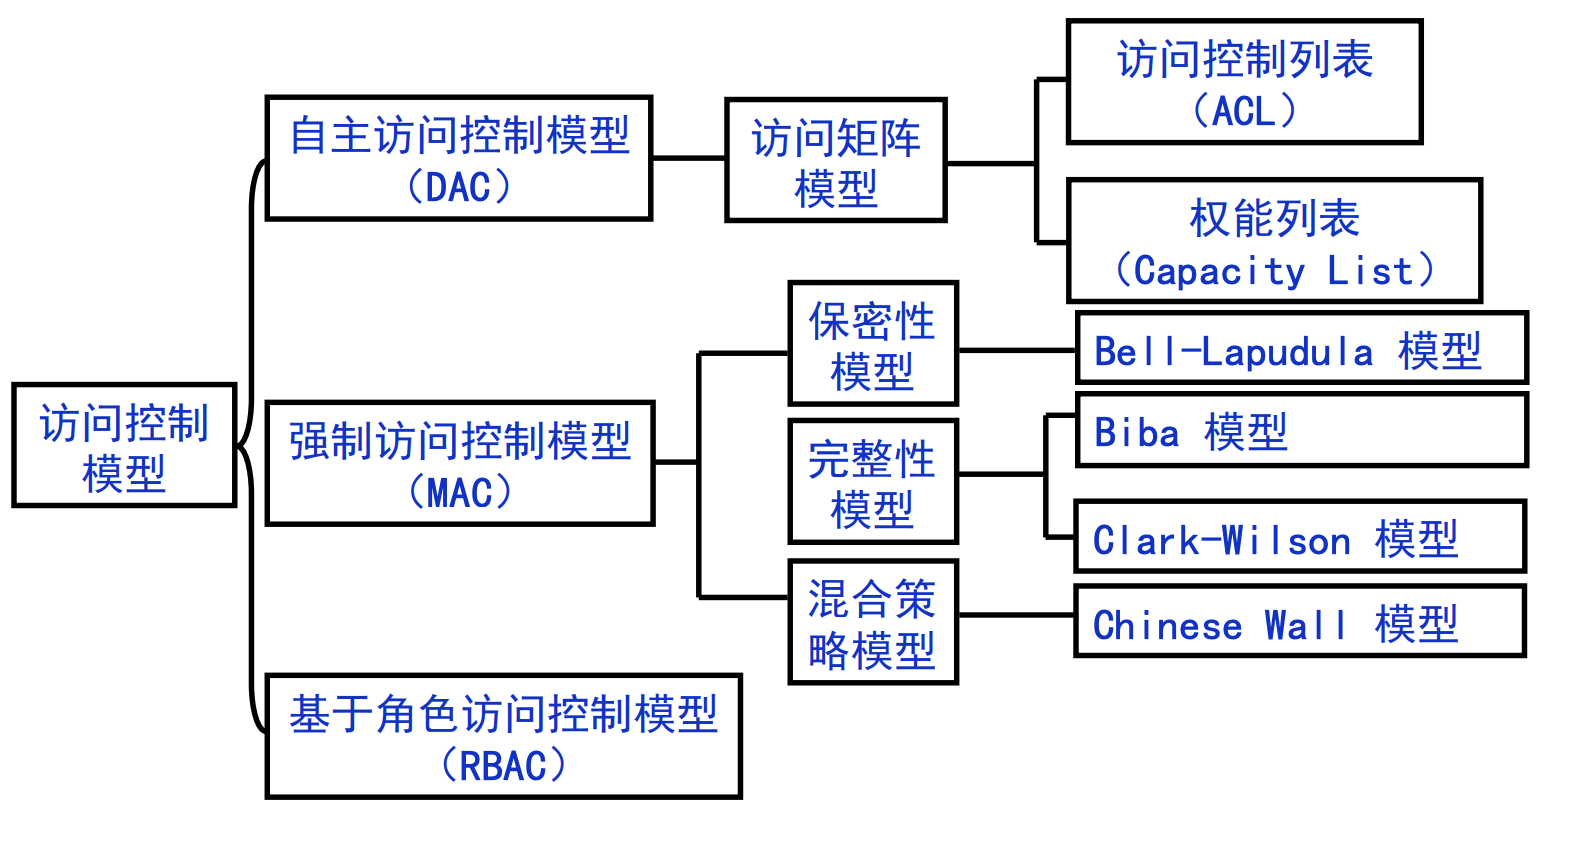 访问控制
模型
自主访问控制模型
（DAC）
访问矩阵
模型
访问控制列表
（ACL）
权能列表
（Capacity List）
强制访问控制模型
（MAC）
保密性
模型
Bell-Lapudula 模型
完整性
模型
Biba 模型
Clark-Wilson 模型
混合策
略模型
Chinese Wall 模型
基于角色访问控制模型
（RBAC）